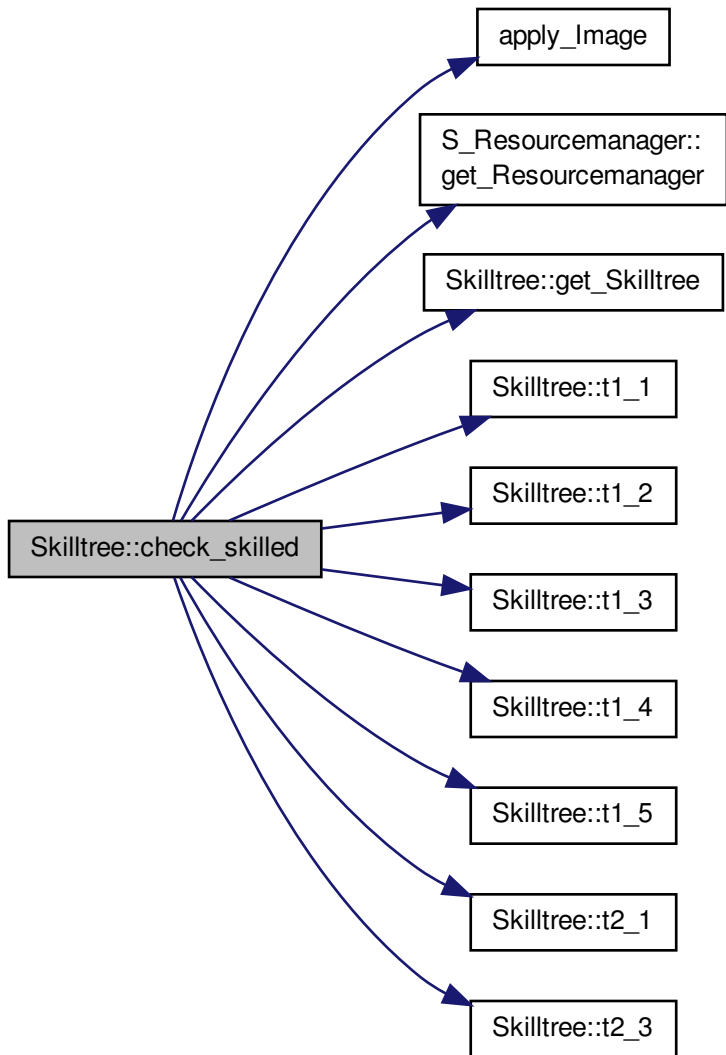 apply_Image
S_Resourcemanager::
get_Resourcemanager
Skilltree::get_Skilltree
Skilltree::t1_1
Skilltree::t1_2
Skilltree::check_skilled
Skilltree::t1_3
Skilltree::t1_4
Skilltree::t1_5
Skilltree::t2_1
Skilltree::t2_3